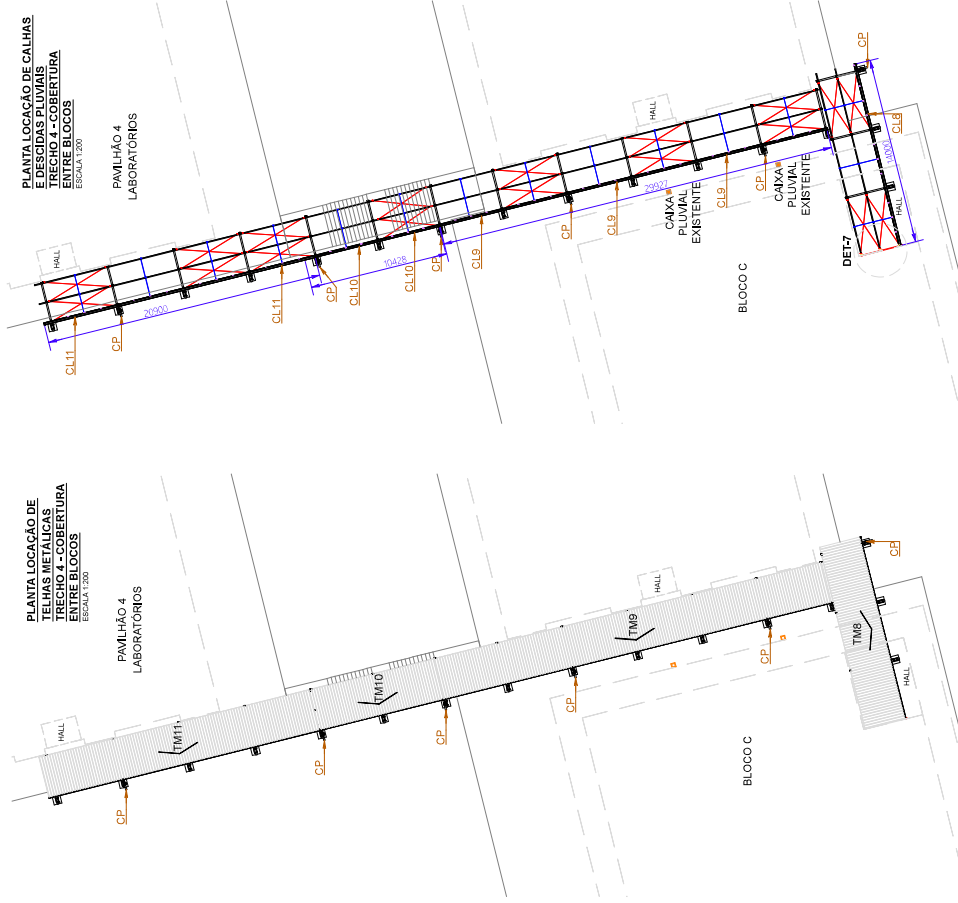 PLANTA LOCAÇÃO DE CALHAS
E DESCIDAS PLUVIAIS
TRECHO 4 - COBERTURA
ENTRE BLOCOS
ESCALA 1:200
PAVILHÃO 4
LABORATÓRIOS
HALL
CL11
CP
20900
CL11
CP
CL10
10428
CL10
CP
CL9
CP
CL9
29927
CAIXA
PLUVIAL
EXISTENTE
CL9
CP
CAIXA
PLUVIAL
EXISTENTE
HALL
BLOCO C
DET-7
HALL
14000
CL8
CP
PLANTA LOCAÇÃO DE
TELHAS METÁLICAS
TRECHO 4 - COBERTURA
ENTRE BLOCOS
ESCALA 1:200
PAVILHÃO 4
LABORATÓRIOS
HALL
CP
TM11
CP
TM10
CP
CP
TM9
HALL
CP
BLOCO C
TM8
HALL
CP